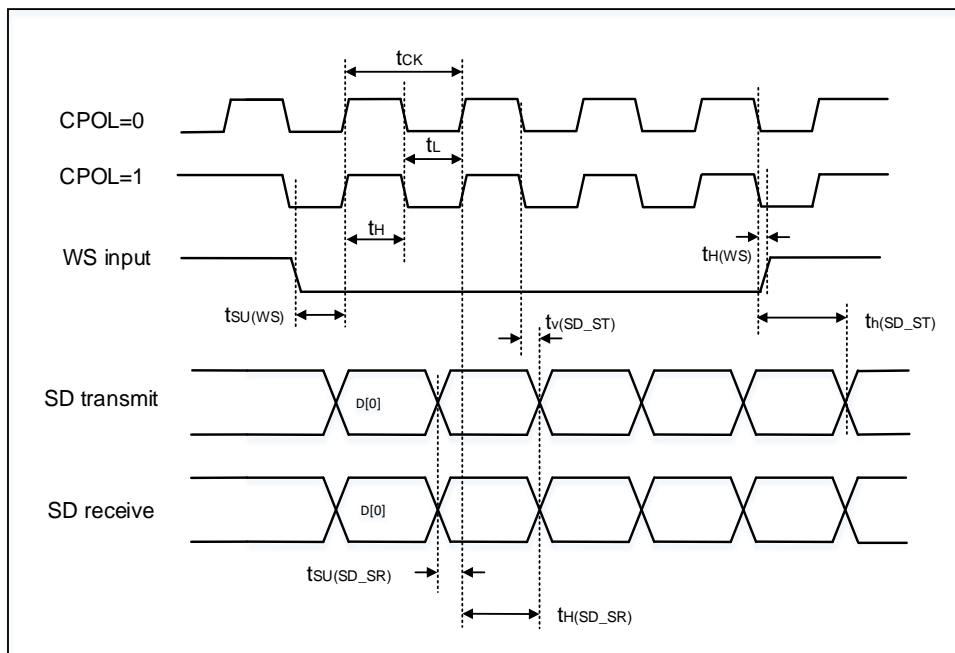 tCK
CPOL=0
tL
CPOL=1
tH
WS input
tH(WS)
tSU(WS)
tv(SD_ST)
th(SD_ST)
SD transmit
D[0]
SD receive
D[0]
tSU(SD_SR)
tH(SD_SR)